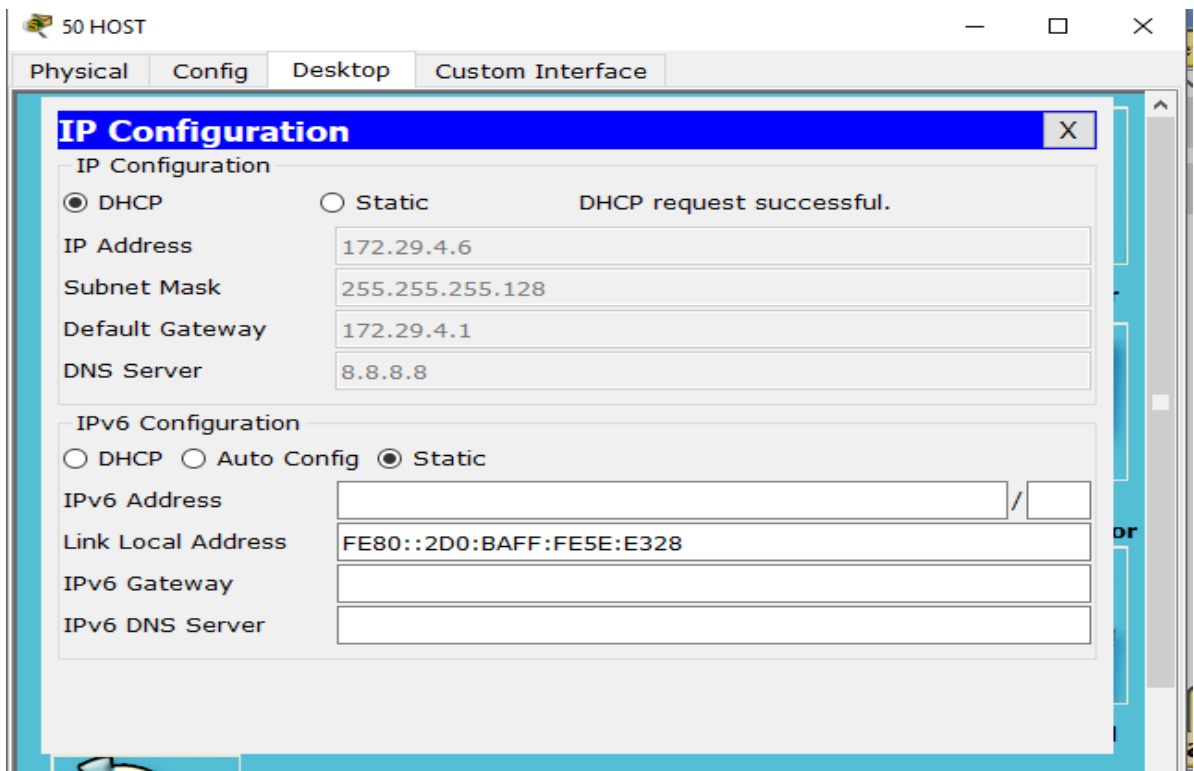 50 HOST
Physical Config Desktop Custom Interface
IP Configuration X
IP Configuration
DHCP Static DHCP request successful.
IP Address 172.29.4.6
Subnet Mask 255.255.255.128
Default Gateway 172.29.4.1
DNS Server 8.8.8.8
IPv6 Configuration
DHCP Auto Config Static
IPv6 Address /
Link Local Address FE80::2D0:BAFF:FE5E:E328
IPv6 Gateway
IPv6 DNS Server